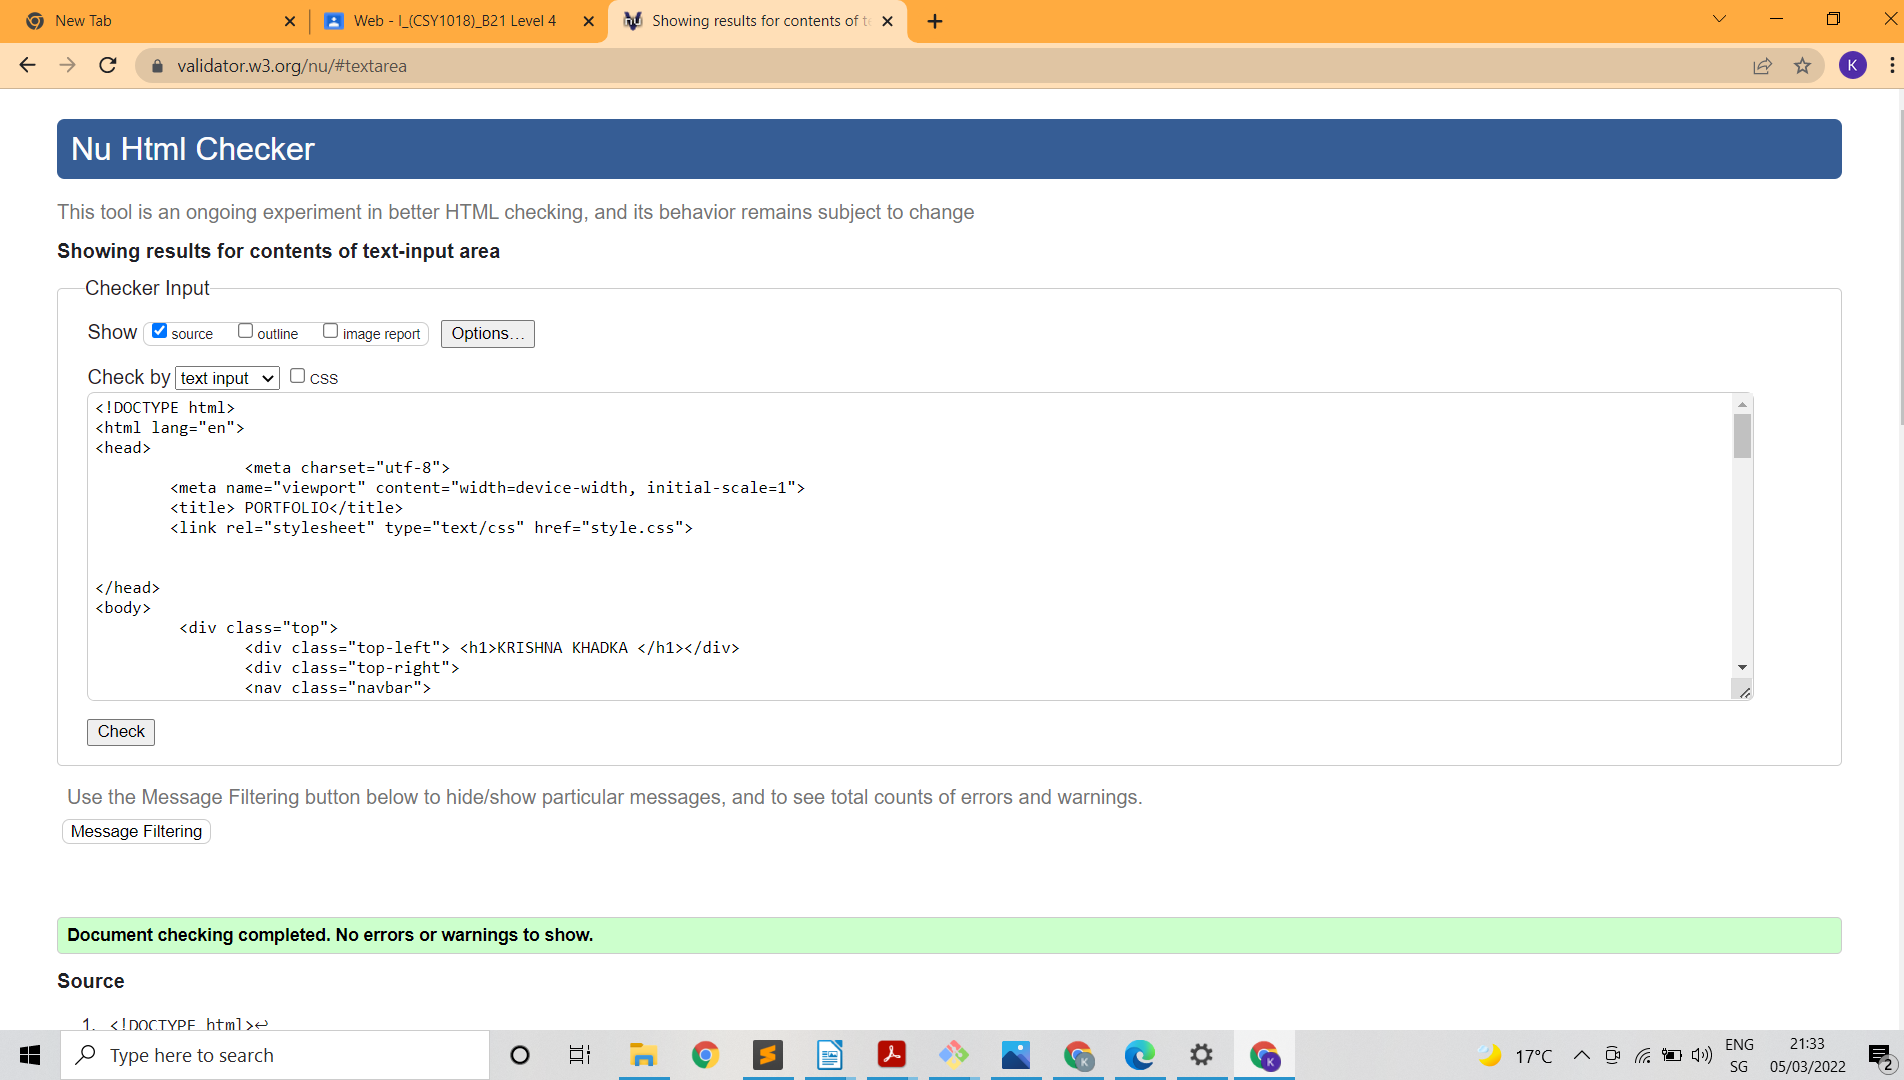 New Tab
Web - I_(CSY1018)_B21 Level 4
Showing results for contents of te
validator.w3.org/nu/#textarea
K
Nu Html Checker
This tool is an ongoing experiment in better HTML checking, and its behavior remains subject to change
Showing results for contents of text-input area
Checker Input
Show source outline image report Options...
Check by text input CSS
<!DOCTYPE html>
<html lang="en">
<head>
<meta charset="utf-8">
<meta name="viewport" content="width=device-width, initial-scale=1">
<title> PORTFOLIO</title>
<link rel="stylesheet" type="text/css" href="style.css">
</head>
<body>
<div class="top">
<div class="top-left"> <h1>KRISHNA KHADKA </h1></div>
<div class="top-right">
<nav class="navbar">
Check
Use the Message Filtering button below to hide/show particular messages, and to see total counts of errors and warnings.
Message Filtering
Document checking completed. No errors or warnings to show.
Source
1. <!DOCTYPE html>↩
Type here to search
17°C
ENG
SG
21:33
05/03/2022
2